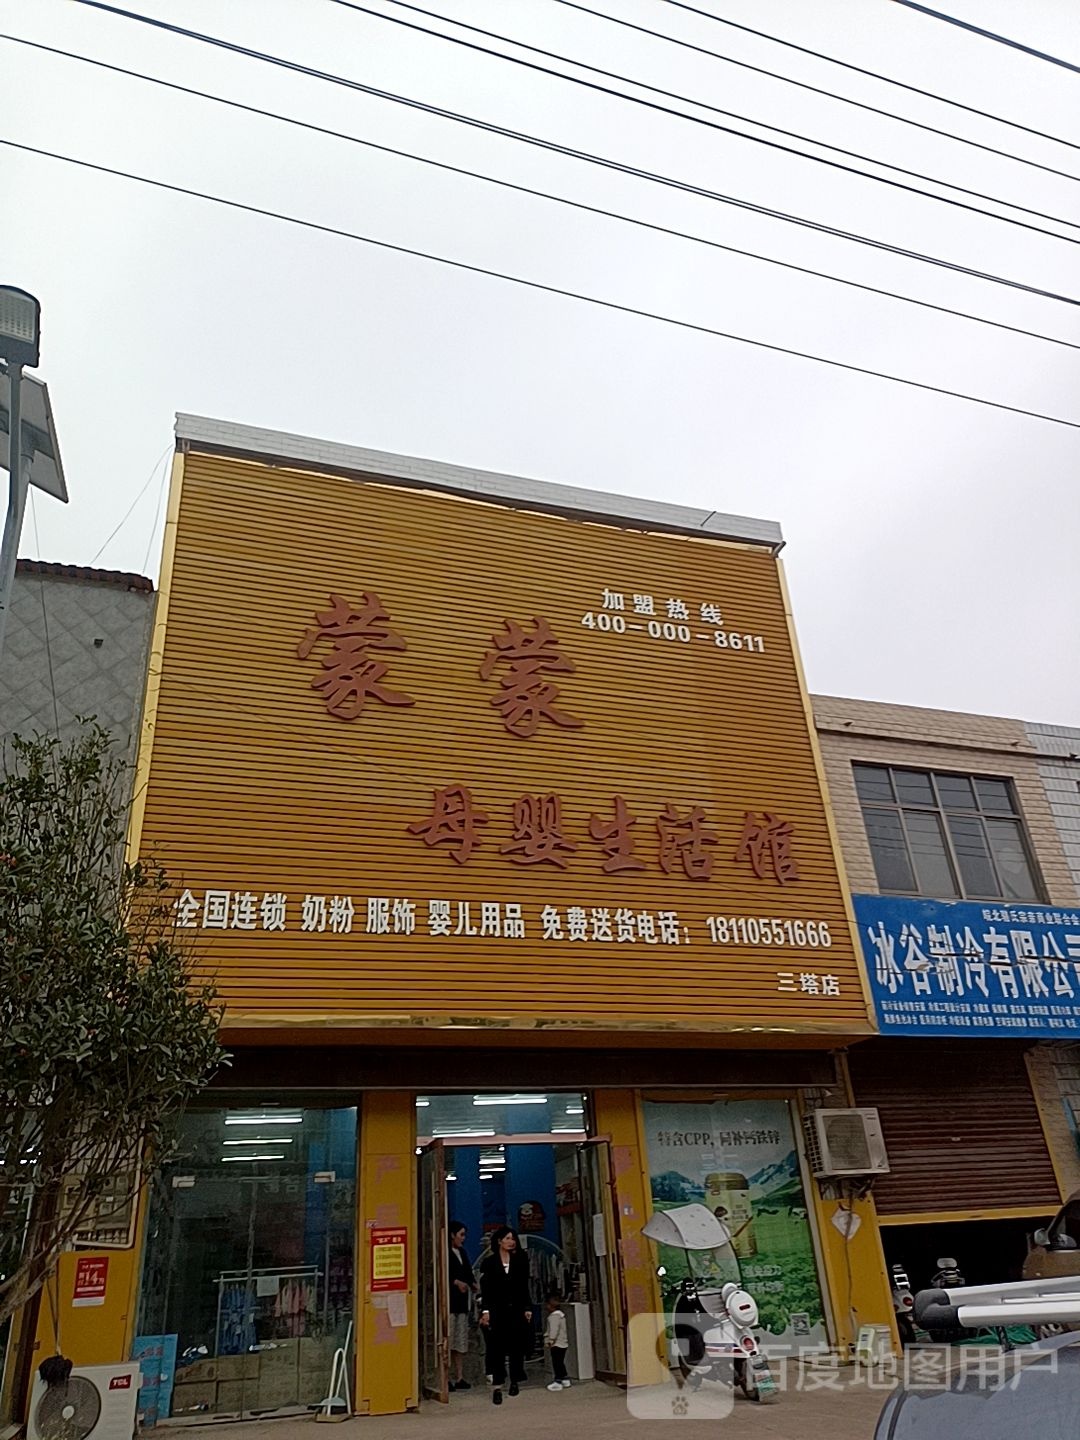 加盟热线
400-000-8611
蒙蒙
母婴生活馆
全国连锁 奶粉 服饰 婴儿用品 免费送货电话：18110551666
三塔店
冰谷制冷有限公司
特含CPP，同补钙铁锌
TCL
百度地图用户